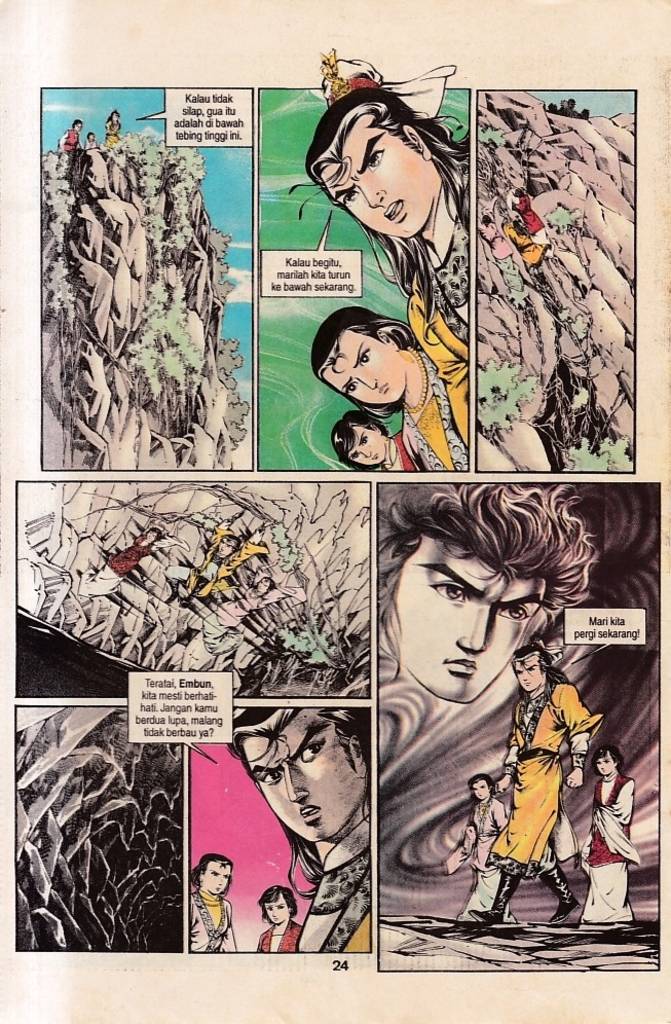 Kalau tidak
silap, gua itu
adalah di bawah
tebing tinggi ini.
Kalau begitu,
marilah kita turun
ke bawah sekarang.
Teratai, Embun,
kita mesti berhati-
hati. Jangan kamu
berdua lupa, malang
tidak berbau ya?
Mari kita
pergi sekarang!
24